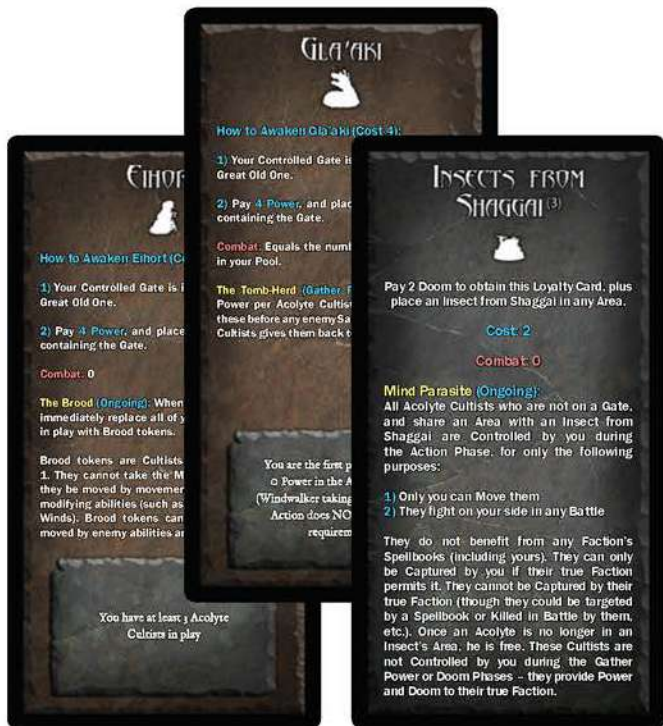 EIHOR
How to Awaken Eihort (Co
1) Your Controlled Gate is i
Great Old One.
2) Pay 4 Power, and place
containing the Gate.
Combat: 0
The Brood (Ongoing): When
immediately replace all of y
in play with Brood tokens.
Brood tokens are Cultists
1. They cannot take the M
they be moved by movemen
modifying abilities (such as
Winds). Brood tokens can
moved by enemy abilities an
You have at least 3 Acolyte
Cultists in play
GLA'AKI
How to Awaken Gla'aki (Cost 4):
1) Your Controlled Gate is
Great Old One.
2) Pay 4 Power, and plac
containing the Gate.
Combat: Equals the numb
in your Pool.
The Tomb-Herd (Gather P
Power per Acolyte Cultis
these before any enemy Sa
Cultists gives them back t
You are the first p
0 Power in the A
(Windwalker taking
Action does NO
requirem
INSECTS FROM
SHAGGAI (3)
Pay 2 Doom to obtain this Loyalty Card, plus
place an Insect from Shaggai in any Area.
Cost: 2
Combat: 0
Mind Parasite (Ongoing):
All Acolyte Cultists who are not on a Gate,
and share an Area with an Insect from
Shaggai are Controlled by you during
the Action Phase, for only the following
purposes:
1) Only you can Move them
2) They fight on your side in any Battle
They do not benefit from any Faction's
Spellbooks (including yours). They can only
be Captured by you if their true Faction
permits it. They cannot be Captured by their
true Faction (though they could be targeted
by a Spellbook or Killed in Battle by them,
etc.). Once an Acolyte is no longer in an
Insect's Area, he is free. These Cultists are
not Controlled by you during the Gather
Power or Doom Phases – they provide Power
and Doom to their true Faction.